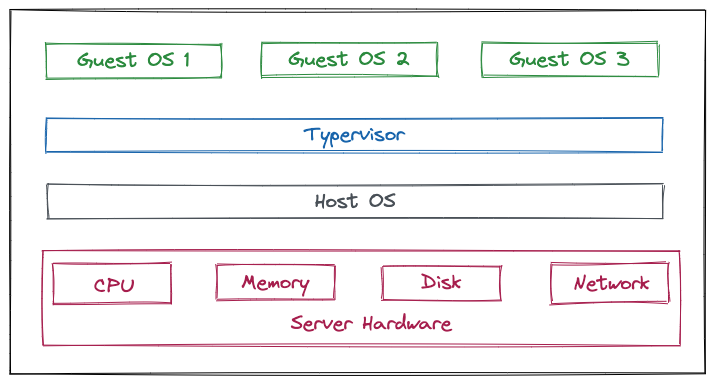 Guest OS 1
Guest OS 2
Guest OS 3
Typervisor
Host OS
CPU
Memory
Disk
Network
Server Hardware